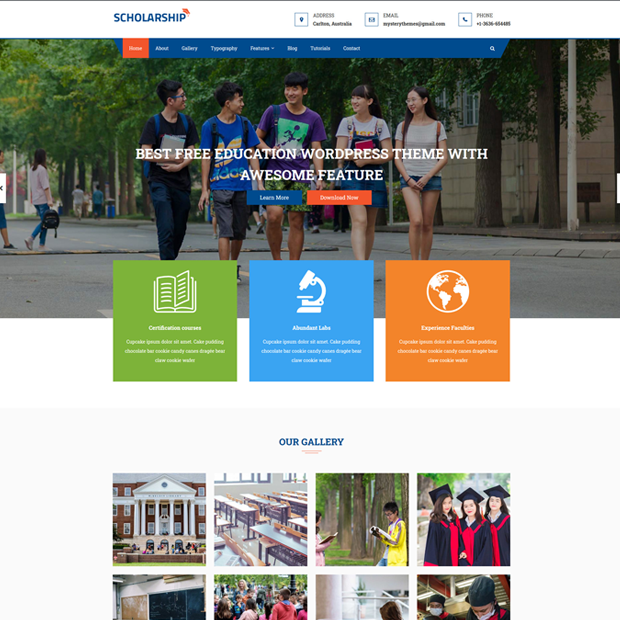 SCHOLARSHIP
ADDRESS
Carlton, Australia
EMAIL
mysterythemes@gmail.com
PHONE
+1-3636-654485
Home About Gallery Typography Features Blog Tutorials Contact
BEST FREE EDUCATION WORDPRESS THEME WITH
AWESOME FEATURE
Learn More
Download Now
Certification courses
Cupcake ipsum dolor sit amet. Cake pudding
chocolate bar cookie candy canes dragée bear
claw cookie wafer
Abundant Labs
Cupcake ipsum dolor sit amet. Cake pudding
chocolate bar cookie candy canes dragée bear
claw cookie wafer
Experience Faculties
Cupcake ipsum dolor sit amet. Cake pudding
chocolate bar cookie candy canes dragée bear
claw cookie wafer
OUR GALLERY